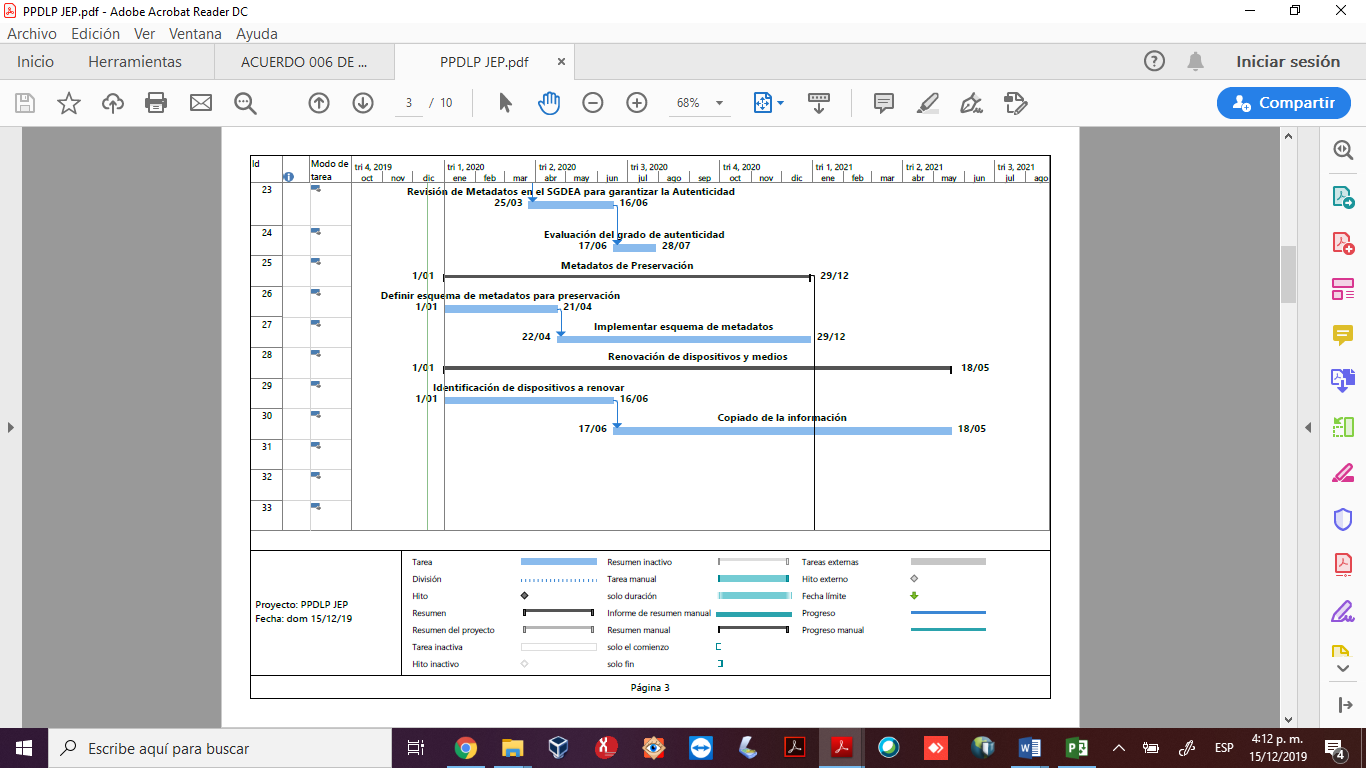 PPDLP JEP.pdf - Adobe Acrobat Reader DC
Archivo Edición Ver Ventana Ayuda
Inicio Herramientas ACUERDO 006 DE ... PPDLP JEP.pdf × Iniciar sesión
3 / 10 68% Compartir
Id Modo de tarea
tri 4, 2019 tri 1, 2020 tri 2, 2020 tri 3, 2020 tri 4, 2020 tri 1, 2021 tri 2, 2021 tri 3, 2021
oct nov dic ene feb mar abr may jun jul ago sep oct nov dic ene feb mar abr may jun jul ago
23 Revisión de Metadatos en el SGDEA para garantizar la Autenticidad
25/03 16/06
24 Evaluación del grado de autenticidad
17/06 28/07
25 Metadatos de Preservación
1/01 29/12
26 Definir esquema de metadatos para preservación
1/01 21/04
27 Implementar esquema de metadatos
22/04 29/12
28 Renovación de dispositivos y medios
1/01 18/05
29 Identificación de dispositivos a renovar
1/01 16/06
30 Copiado de la información
17/06 18/05
31
32
33
Proyecto: PPDLP JEP
Fecha: dom 15/12/19
Tarea Resumen inactivo Tareas externas
División Tarea manual Hito externo
Hito solo duración Fecha límite
Resumen Informe de resumen manual Progreso
Resumen del proyecto Resumen manual Progreso manual
Tarea inactiva solo el comienzo
Hito inactivo solo fin
Página 3
Escribe aquí para buscar ESP 4:12 p. m.
15/12/2019 4